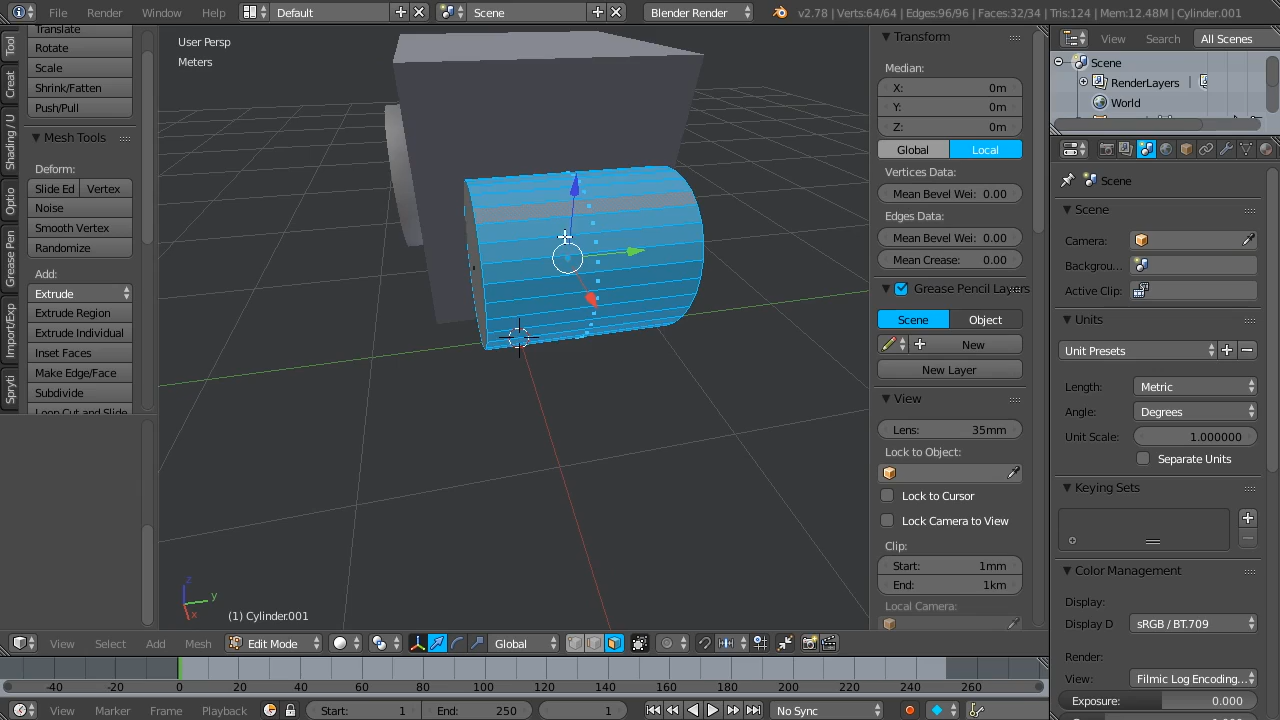 File Render Window Help Default Scene Blender Render v2.78 | Verts:64/64 | Edges:96/96 | Faces:32/34 | Tris:124 | Mem:12.48M | Cylinder.001
Tool
Creat
Shading / U
Optio
Grease Pen
Import/Exp
Spryti
Translate
Rotate
Scale
Shrink/Fatten
Push/Pull
Mesh Tools
Deform:
Slide Ed Vertex
Noise
Smooth Vertex
Randomize
Add:
Extrude
Extrude Region
Extrude Individual
Inset Faces
Make Edge/Face
Subdivide
Loop Cut and Slide
User Persp
Meters
z
y
x
(1) Cylinder.001
Transform
Median:
X: 0m
Y: 0m
Z: 0m
Global Local
Vertices Data:
Mean Bevel Wei: 0.00
Edges Data:
Mean Bevel Wei: 0.00
Mean Crease: 0.00
Grease Pencil Layers
Scene Object
New
New Layer
View
Lens: 35mm
Lock to Object:
Lock to Cursor
Lock Camera to View
Clip:
Start: 1mm
End: 1km
Local Camera:
View Search All Scenes
Scene
RenderLayers
World
Scene
Scene
Camera:
Backgrou...
Active Clip:
Units
Unit Presets
Length: Metric
Angle: Degrees
Unit Scale: 1.000000
Separate Units
Keying Sets
Color Management
Display:
Display D sRGB / BT.709
Render:
View: Filmic Log Encoding...
Exposure: 0.000
View Select Add Mesh Edit Mode Global
-40 -20 0 20 40 60 80 100 120 140 160 180 200 220 240 260
View Marker Frame Playback Start: 1 End: 250 1 No Sync